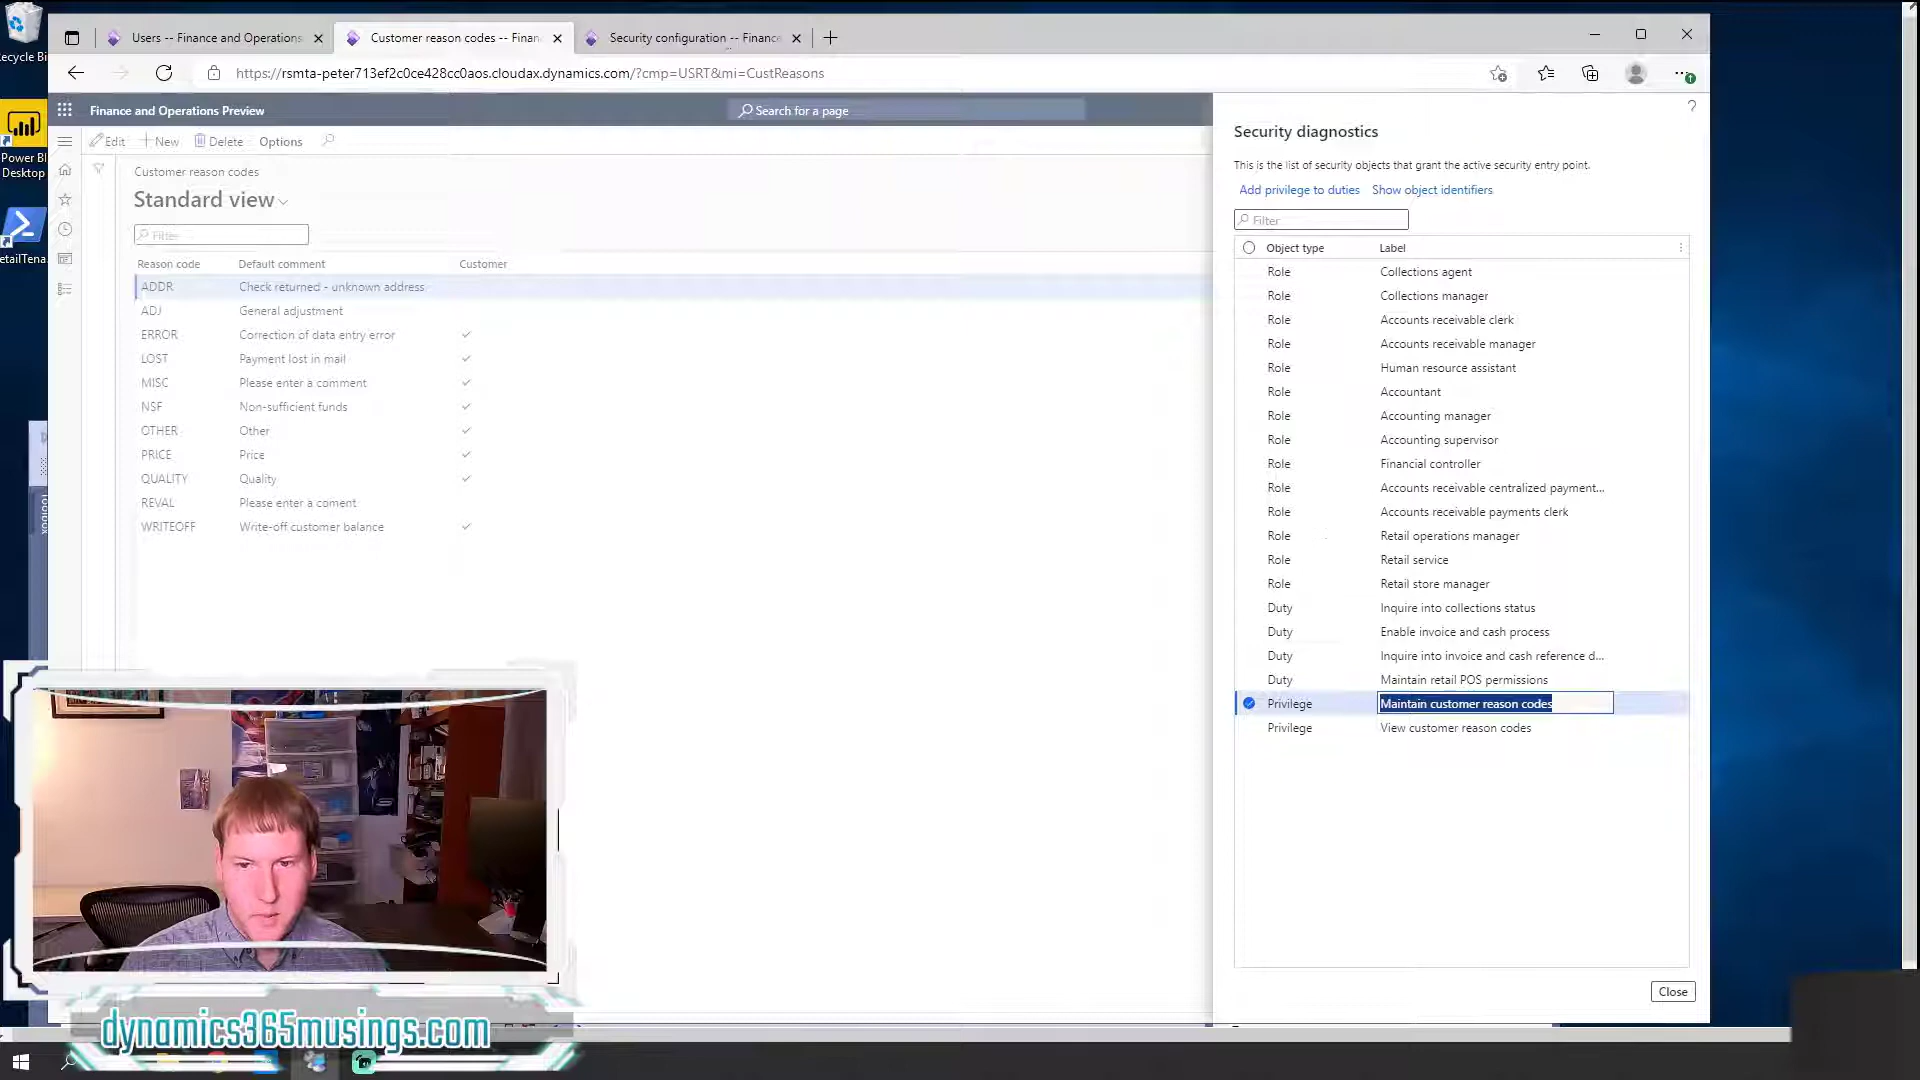 Recycle Bi
Power BI
Desktop
etailTena.
Users -- Finance and Operations
Customer reason codes -- Finan
Security configuration -- Finance
https://rsmta-peter713ef2c0ce428cc0aos.cloudax.dynamics.com/?cmp=USRT&mi=CustReasons
Finance and Operations Preview
Search for a page
?
Edit
New
Delete
Options
Customer reason codes
Standard view
Filter
Reason code Default comment Customer
ADDR Check returned - unknown address
ADJ General adjustment
ERROR Correction of data entry error
LOST Payment lost in mail
MISC Please enter a comment
NSF Non-sufficient funds
OTHER Other
PRICE Price
QUALITY Quality
REVAL Please enter a coment
WRITEOFF Write-off customer balance
Security diagnostics
This is the list of security objects that grant the active security entry point.
Add privilege to duties Show object identifiers
Filter
Object type Label
Role Collections agent
Role Collections manager
Role Accounts receivable clerk
Role Accounts receivable manager
Role Human resource assistant
Role Accountant
Role Accounting manager
Role Accounting supervisor
Role Financial controller
Role Accounts receivable centralized payment...
Role Accounts receivable payments clerk
Role Retail operations manager
Role Retail service
Role Retail store manager
Duty Inquire into collections status
Duty Enable invoice and cash process
Duty Inquire into invoice and cash reference d...
Duty Maintain retail POS permissions
Privilege Maintain customer reason codes
Privilege View customer reason codes
Close
Toolbox
dynamics365musings.com